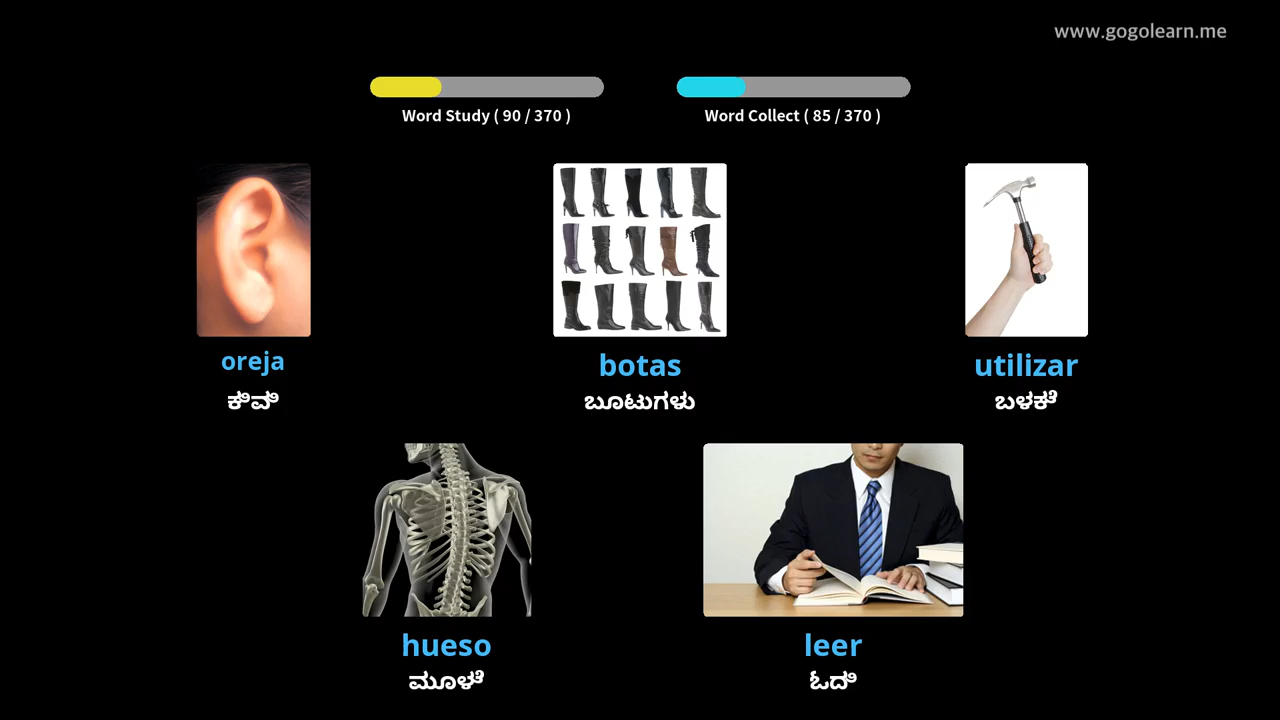 www.gogolearn.me
Word Study ( 90 / 370 )
Word Collect ( 85 / 370 )
oreja
ಕಿವಿ
botas
ಬೂಟುಗಳು
utilizar
ಬಳಕೆ
hueso
ಮೂಳೆ
leer
ಓದಿ